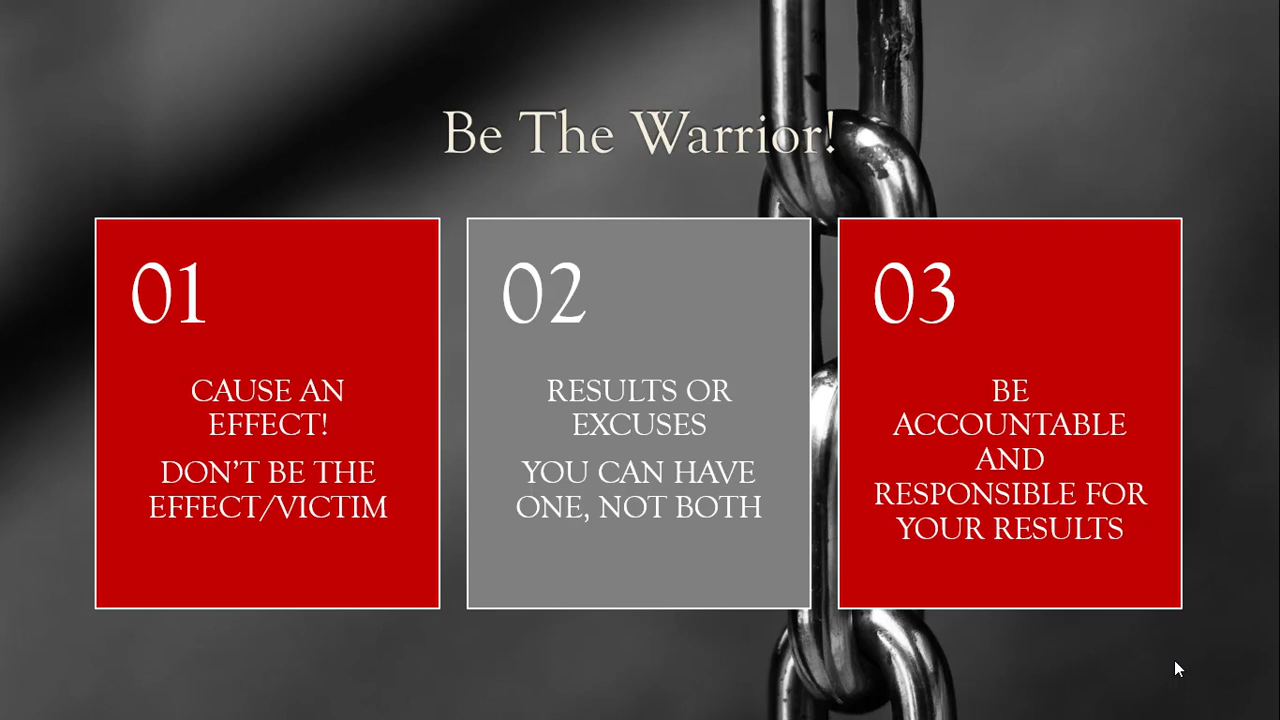 Be The Warrior!
01
CAUSE AN
EFFECT!
DON’T BE THE
EFFECT/VICTIM
02
RESULTS OR
EXCUSES
YOU CAN HAVE
ONE, NOT BOTH
03
BE
ACCOUNTABLE
AND
RESPONSIBLE FOR
YOUR RESULTS